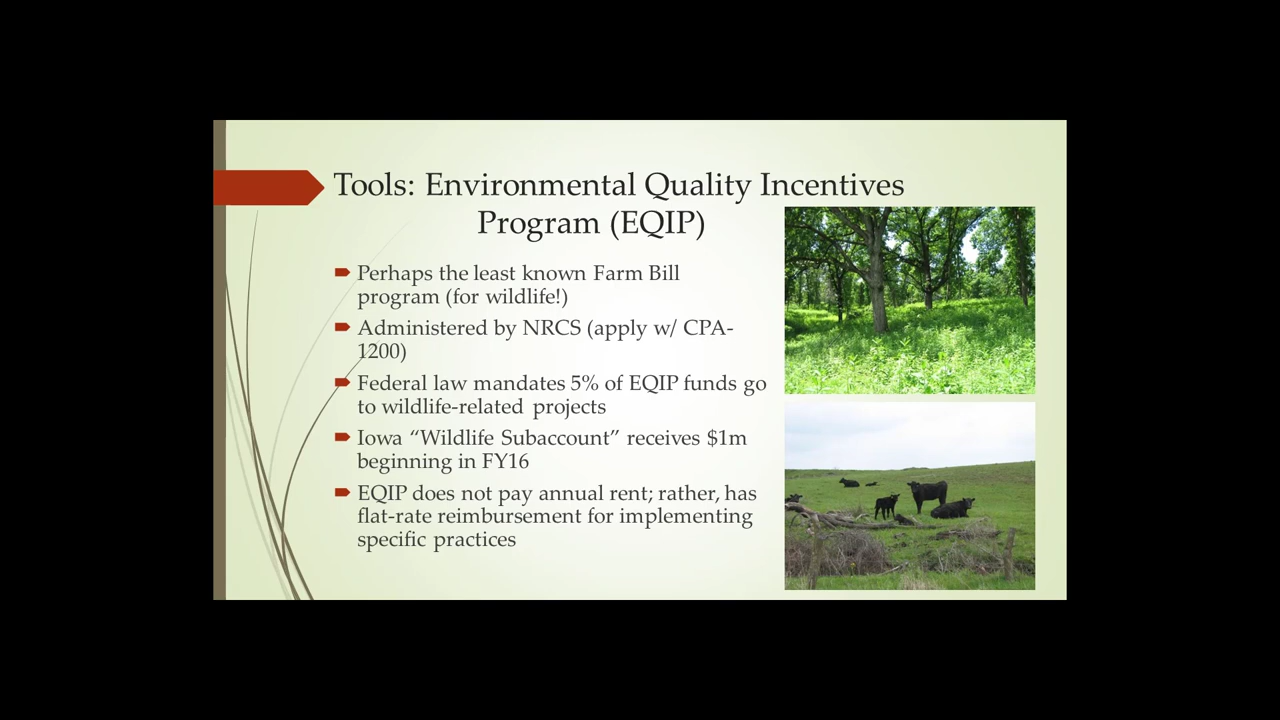 Tools: Environmental Quality Incentives
Program (EQIP)
Perhaps the least known Farm Bill
program (for wildlife!)
Administered by NRCS (apply w/ CPA-
1200)
Federal law mandates 5% of EQIP funds go
to wildlife-related projects
Iowa “Wildlife Subaccount” receives $1m
beginning in FY16
EQIP does not pay annual rent; rather, has
flat-rate reimbursement for implementing
specific practices